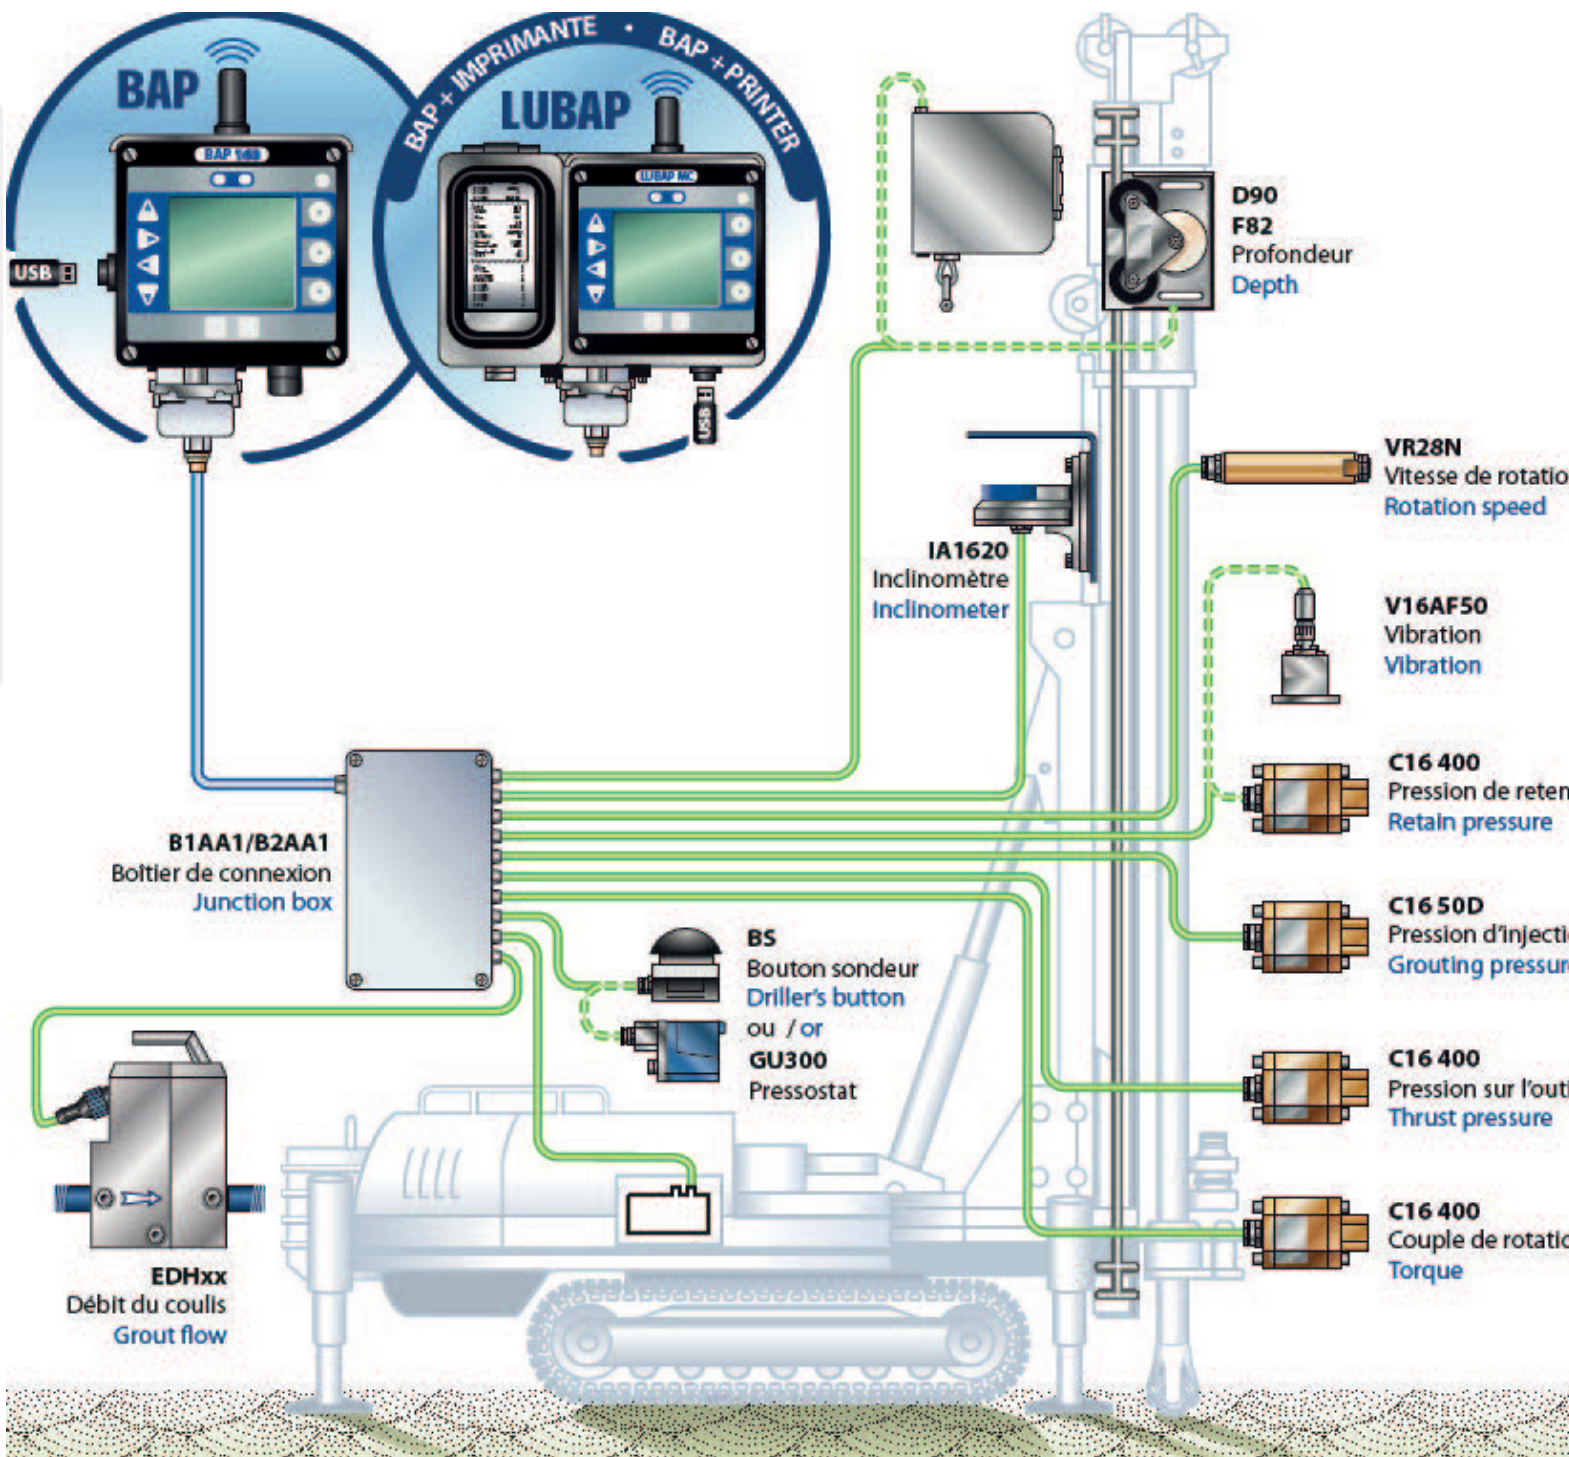 BAP + IMPRIMANTE • BAP + PRINTER
BAP
LUBAP
BAP 160
LUBAP MC
USB
USB
D90
F82
Profondeur
Depth
VR28N
Vitesse de rotatio
Rotation speed
IA1620
Inclinomètre
Inclinometer
V16AF50
Vibration
Vibration
C16 400
Pression de reten
Retain pressure
B1AA1/B2AA1
Boîtier de connexion
Junction box
C16 50D
Pression d'injecti
Grouting pressure
BS
Bouton sondeur
Driller's button
ou / or
GU300
Pressostat
C16 400
Pression sur l'outi
Thrust pressure
C16 400
Couple de rotatio
Torque
EDHxx
Débit du coulis
Grout flow